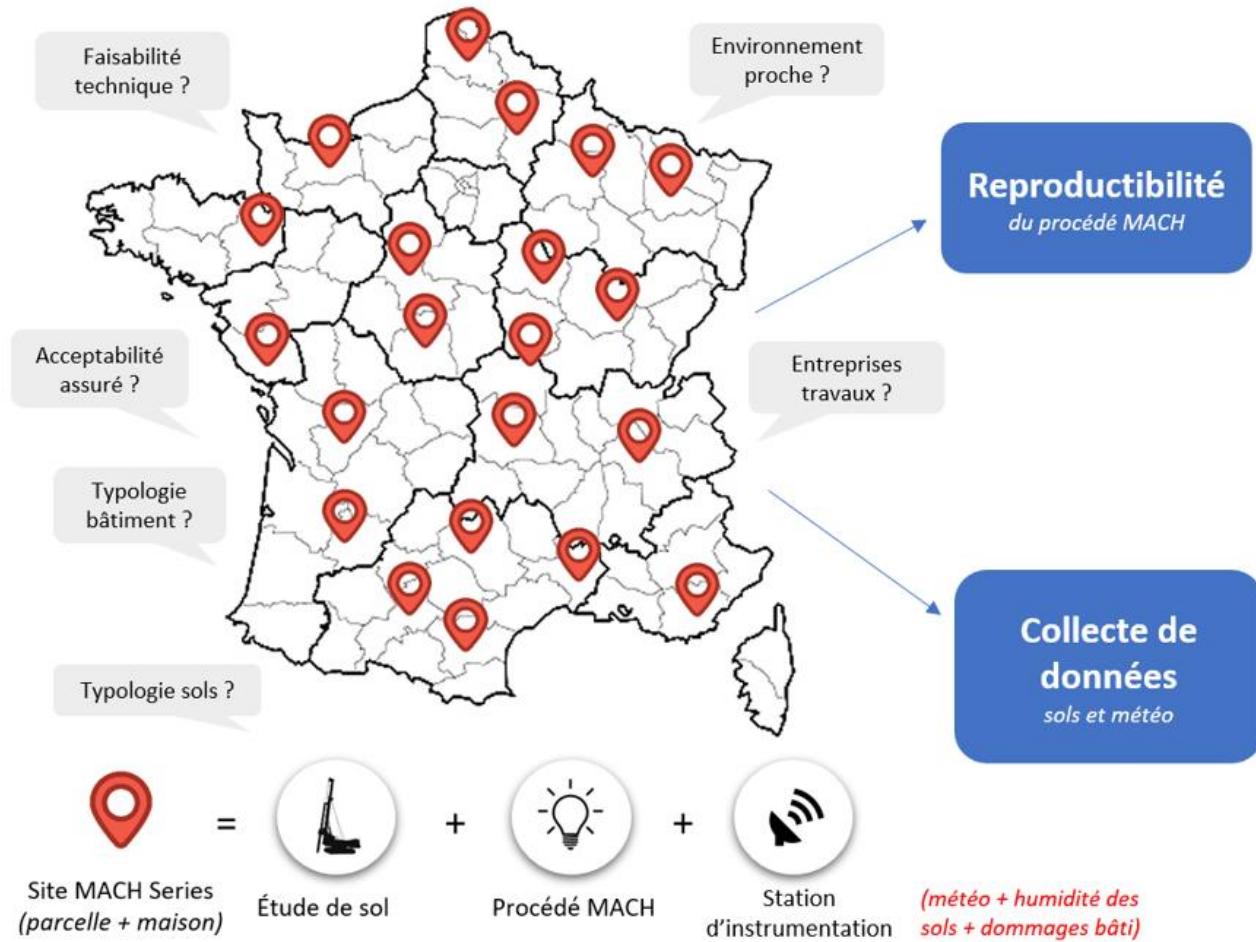 Faisabilité
technique ?
Environnement
proche ?
Reproductibilité
du procédé MACH
Acceptabilité
assuré ?
Entreprises
travaux ?
Typologie
bâtiment ?
Collecte de
données
sols et météo
Typologie sols ?
=
+
+
Site MACH Series
(parcelle + maison)
Étude de sol
Procédé MACH
Station
d'instrumentation
(météo + humidité des
sols + dommages bâti)